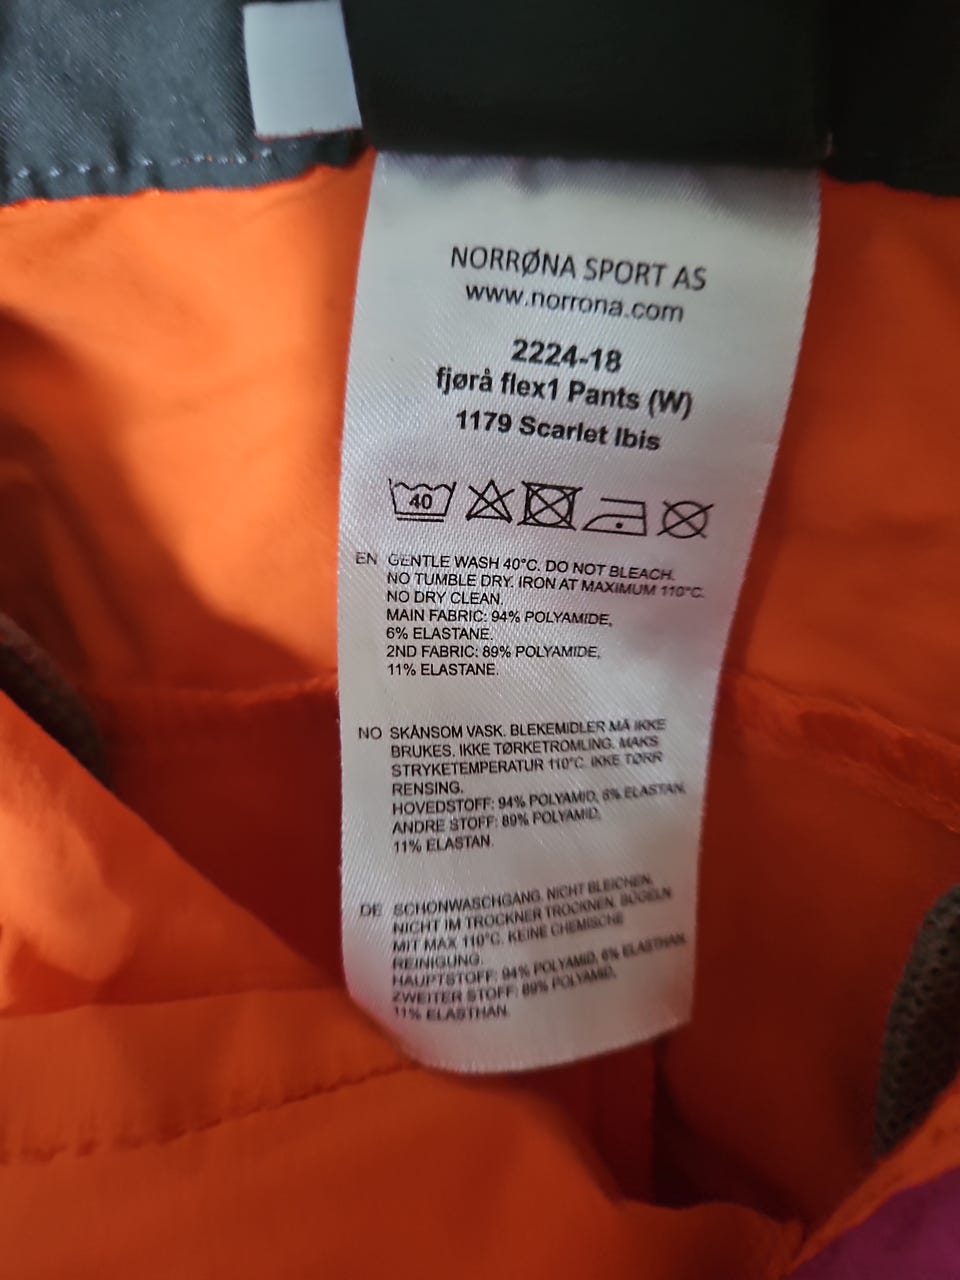 NORRØNA SPORT AS
www.norrona.com
2224-18
fjørå flex1 Pants (W)
1179 Scarlet Ibis
40
EN GENTLE WASH 40°C. DO NOT BLEACH.
NO TUMBLE DRY. IRON AT MAXIMUM 110°C.
NO DRY CLEAN.
MAIN FABRIC: 94% POLYAMIDE,
6% ELASTANE.
2ND FABRIC: 89% POLYAMIDE,
11% ELASTANE.
NO SKÅNSOM VASK. BLEKEMIDLER MÅ IKKE
BRUKES. IKKE TØRKETROMLING. MAKS
STRYKETEMPERATUR 110°C. IKKE TØRR
RENSING.
HOVEDSTOFF: 94% POLYAMID, 6% ELASTAN.
ANDRE STOFF: 89% POLYAMID,
11% ELASTAN.
DE SCHONWASCHGANG. NICHT BLEICHEN.
NICHT IM TROCKNER TROCKNEN. BÜGELN
MIT MAX 110°C. KEINE CHEMISCHE
REINIGUNG.
HAUPTSTOFF: 94% POLYAMID, 6% ELASTHAN.
ZWEITER STOFF: 89% POLYAMID,
11% ELASTHAN.